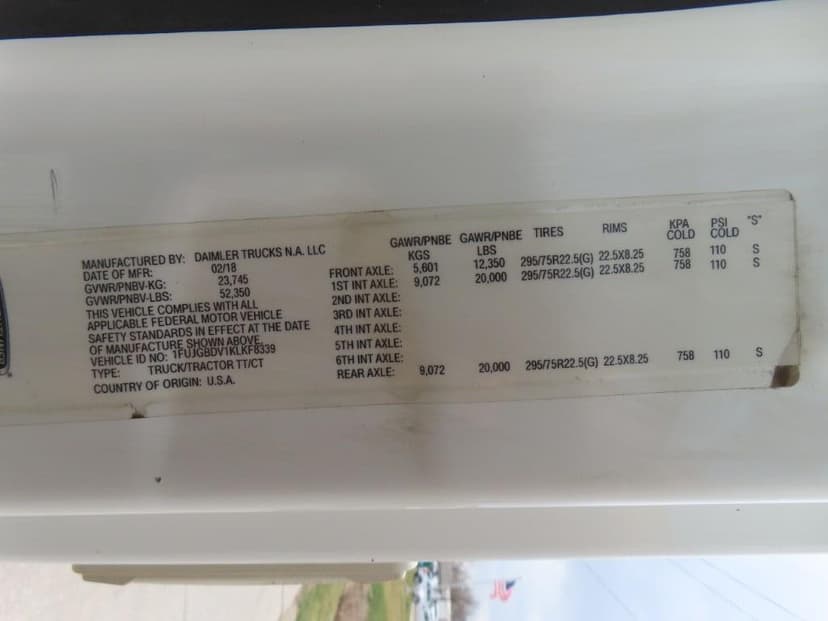 MANUFACTURED BY: DAIMLER TRUCKS N.A. LLC
DATE OF MFR: 02/18
GVWR/PNBV-KG: 23,745
GVWR/PNBV-LBS: 52,350
THIS VEHICLE COMPLIES WITH ALL
APPLICABLE FEDERAL MOTOR VEHICLE
SAFETY STANDARDS IN EFFECT AT THE DATE
OF MANUFACTURE SHOWN ABOVE.
VEHICLE ID NO: 1FUJGBDV1KLKF8339
TYPE: TRUCK/TRACTOR TT/CT
COUNTRY OF ORIGIN: U.S.A.
GAWR/PNBE GAWR/PNBE TIRES RIMS KPA PSI "S"
KGS LBS COLD COLD
FRONT AXLE: 5,601 12,350 295/75R22.5(G) 22.5X8.25 758 110 S
1ST INT AXLE: 9,072 20,000 295/75R22.5(G) 22.5X8.25 758 110 S
2ND INT AXLE:
3RD INT AXLE:
4TH INT AXLE:
5TH INT AXLE:
6TH INT AXLE:
REAR AXLE: 9,072 20,000 295/75R22.5(G) 22.5X8.25 758 110 S